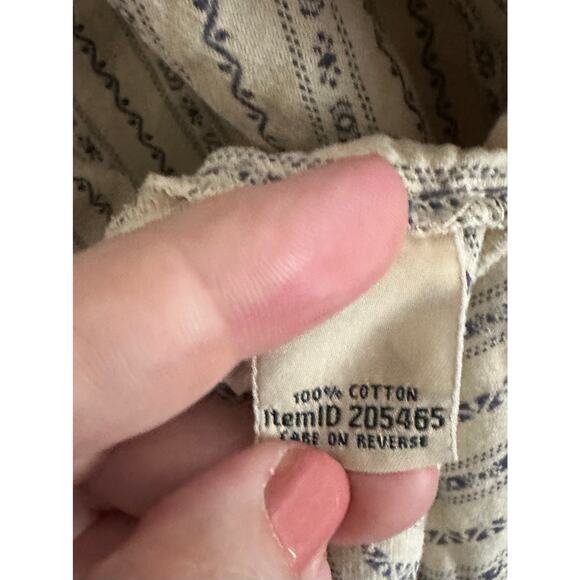 100% COTTON
ItemID 205465
CARE ON REVERSE